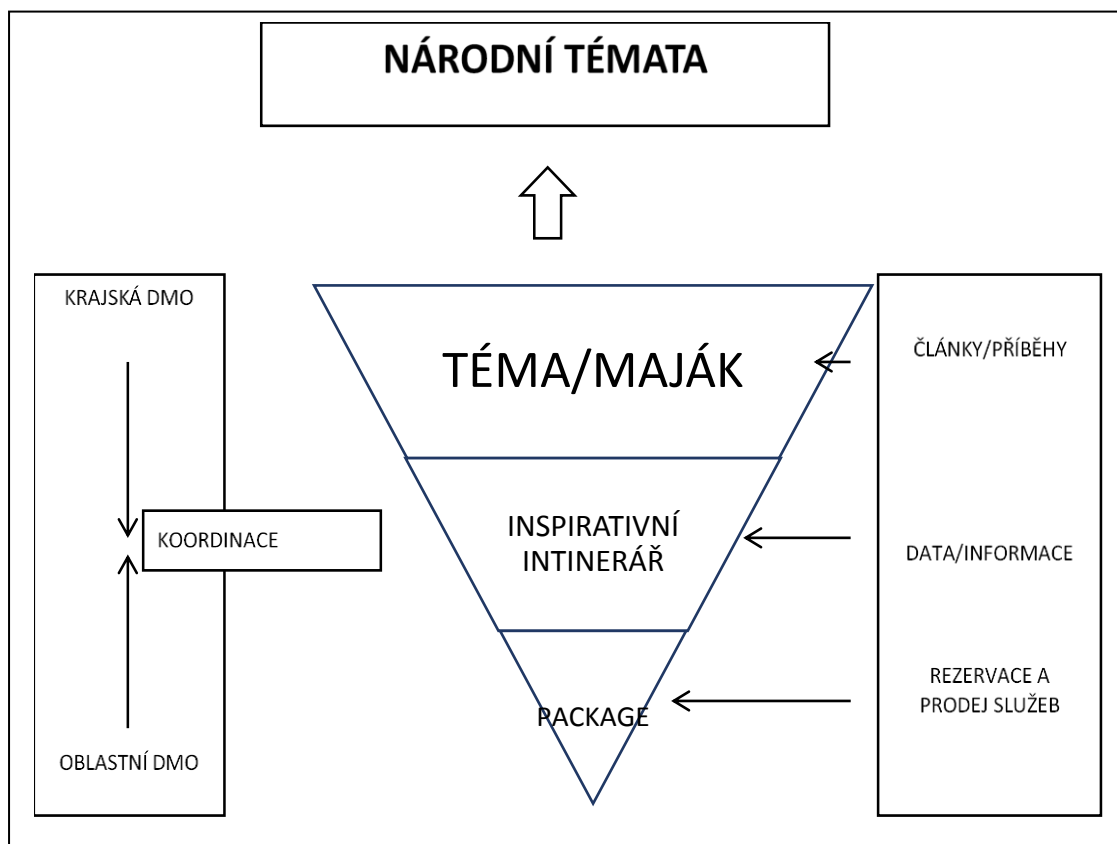 NÁRODNÍ TÉMATA
KRAJSKÁ DMO
KOORDINACE
OBLASTNÍ DMO
TÉMA/MAJÁK
INSPIRATIVNÍ
INTINERÁŘ
PACKAGE
ČLÁNKY/PŘÍBĚHY
DATA/INFORMACE
REZERVACE A
PRODEJ SLUŽEB